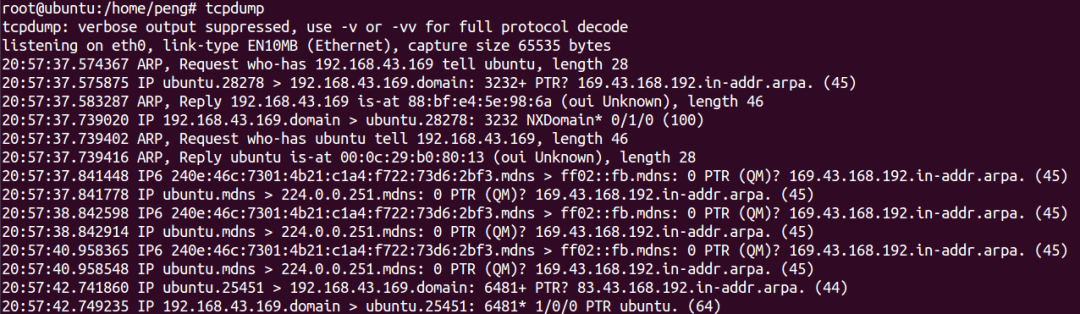 root@ubuntu:/home/peng# tcpdump
tcpdump: verbose output suppressed, use -v or -vv for full protocol decode
listening on eth0, link-type EN10MB (Ethernet), capture size 65535 bytes
20:57:37.574367 ARP, Request who-has 192.168.43.169 tell ubuntu, length 28
20:57:37.575875 IP ubuntu.28278 > 192.168.43.169.domain: 3232+ PTR? 169.43.168.192.in-addr.arpa. (45)
20:57:37.583287 ARP, Reply 192.168.43.169 is-at 88:bf:e4:5e:98:6a (oui Unknown), length 46
20:57:37.739020 IP 192.168.43.169.domain > ubuntu.28278: 3232 NXDomain* 0/1/0 (100)
20:57:37.739402 ARP, Request who-has ubuntu tell 192.168.43.169, length 46
20:57:37.739416 ARP, Reply ubuntu is-at 00:0c:29:b0:80:13 (oui Unknown), length 28
20:57:37.841448 IP6 240e:46c:7301:4b21:c1a4:f722:73d6:2bf3.mdns > ff02::fb.mdns: 0 PTR (QM)? 169.43.168.192.in-addr.arpa. (45)
20:57:37.841778 IP ubuntu.mdns > 224.0.0.251.mdns: 0 PTR (QM)? 169.43.168.192.in-addr.arpa. (45)
20:57:38.842598 IP6 240e:46c:7301:4b21:c1a4:f722:73d6:2bf3.mdns > ff02::fb.mdns: 0 PTR (QM)? 169.43.168.192.in-addr.arpa. (45)
20:57:38.842914 IP ubuntu.mdns > 224.0.0.251.mdns: 0 PTR (QM)? 169.43.168.192.in-addr.arpa. (45)
20:57:40.958365 IP6 240e:46c:7301:4b21:c1a4:f722:73d6:2bf3.mdns > ff02::fb.mdns: 0 PTR (QM)? 169.43.168.192.in-addr.arpa. (45)
20:57:40.958548 IP ubuntu.mdns > 224.0.0.251.mdns: 0 PTR (QM)? 169.43.168.192.in-addr.arpa. (45)
20:57:42.741860 IP ubuntu.25451 > 192.168.43.169.domain: 6481+ PTR? 83.43.168.192.in-addr.arpa. (44)
20:57:42.749235 IP 192.168.43.169.domain > ubuntu.25451: 6481* 1/0/0 PTR ubuntu. (64)